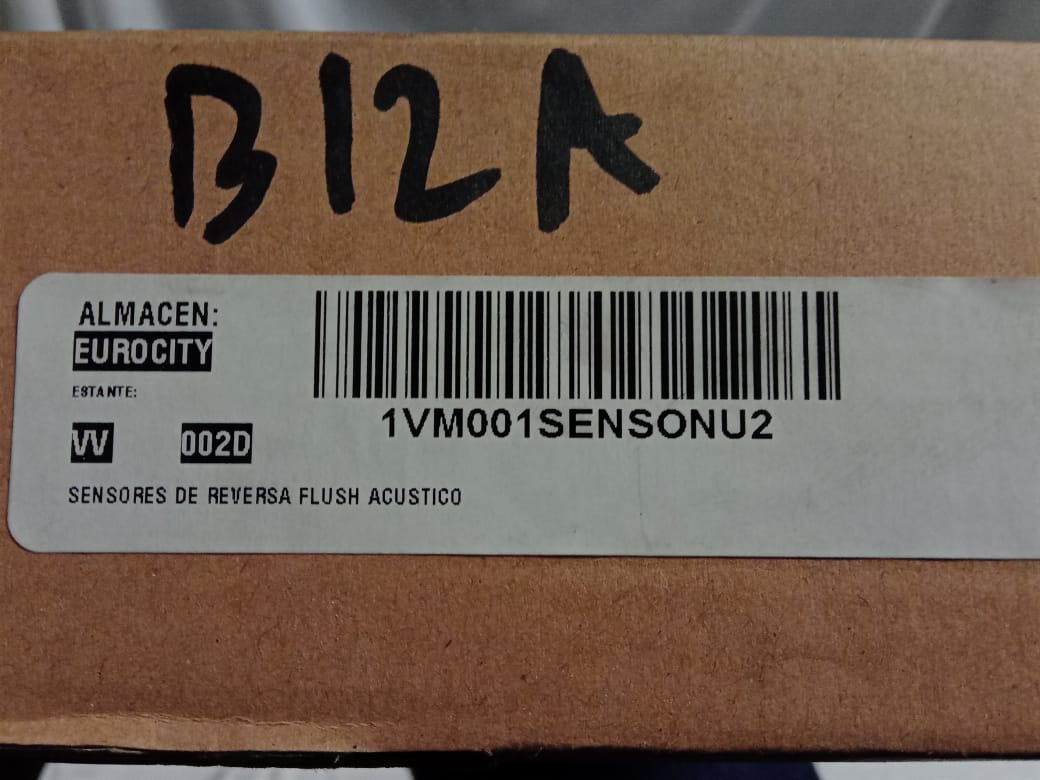 B12A
ALMACEN:
EUROCITY
ESTANTE:
VV 002D
1VM001SENSONU2
SENSORES DE REVERSA FLUSH ACUSTICO